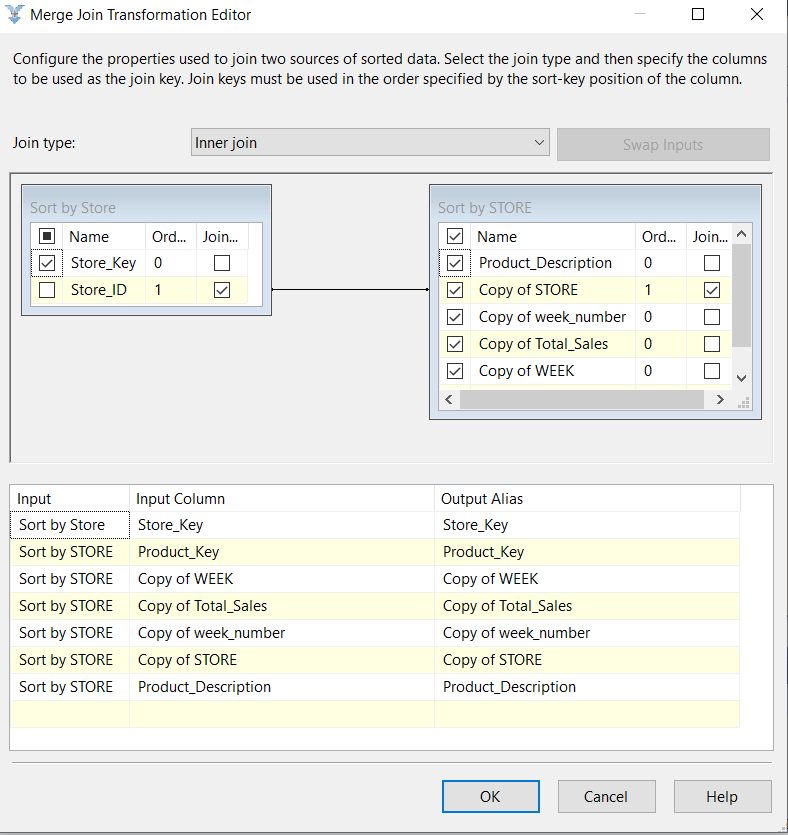 Merge Join Transformation Editor
Configure the properties used to join two sources of sorted data. Select the join type and then specify the columns
to be used as the join key. Join keys must be used in the order specified by the sort-key position of the column.
Join type: Inner join Swap Inputs
Sort by Store
Name Ord... Join...
Store_Key 0
Store_ID 1
Sort by STORE
Name Ord... Join...
Product_Description 0
Copy of STORE 1
Copy of week_number 0
Copy of Total_Sales 0
Copy of WEEK 0
Input Input Column Output Alias
Sort by Store Store_Key Store_Key
Sort by STORE Product_Key Product_Key
Sort by STORE Copy of WEEK Copy of WEEK
Sort by STORE Copy of Total_Sales Copy of Total_Sales
Sort by STORE Copy of week_number Copy of week_number
Sort by STORE Copy of STORE Copy of STORE
Sort by STORE Product_Description Product_Description
OK Cancel Help